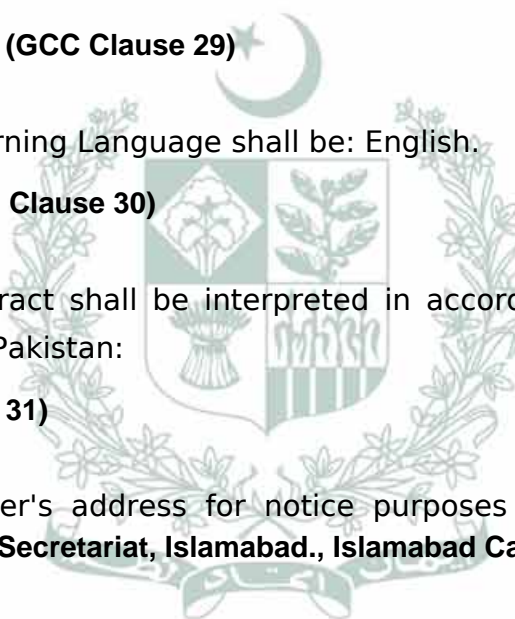 (GCC Clause 29)
rning Language shall be: English.
Clause 30)
ract shall be interpreted in accord
Pakistan:
31)
er's address for notice purposes
Secretariat, Islamabad., Islamabad Ca